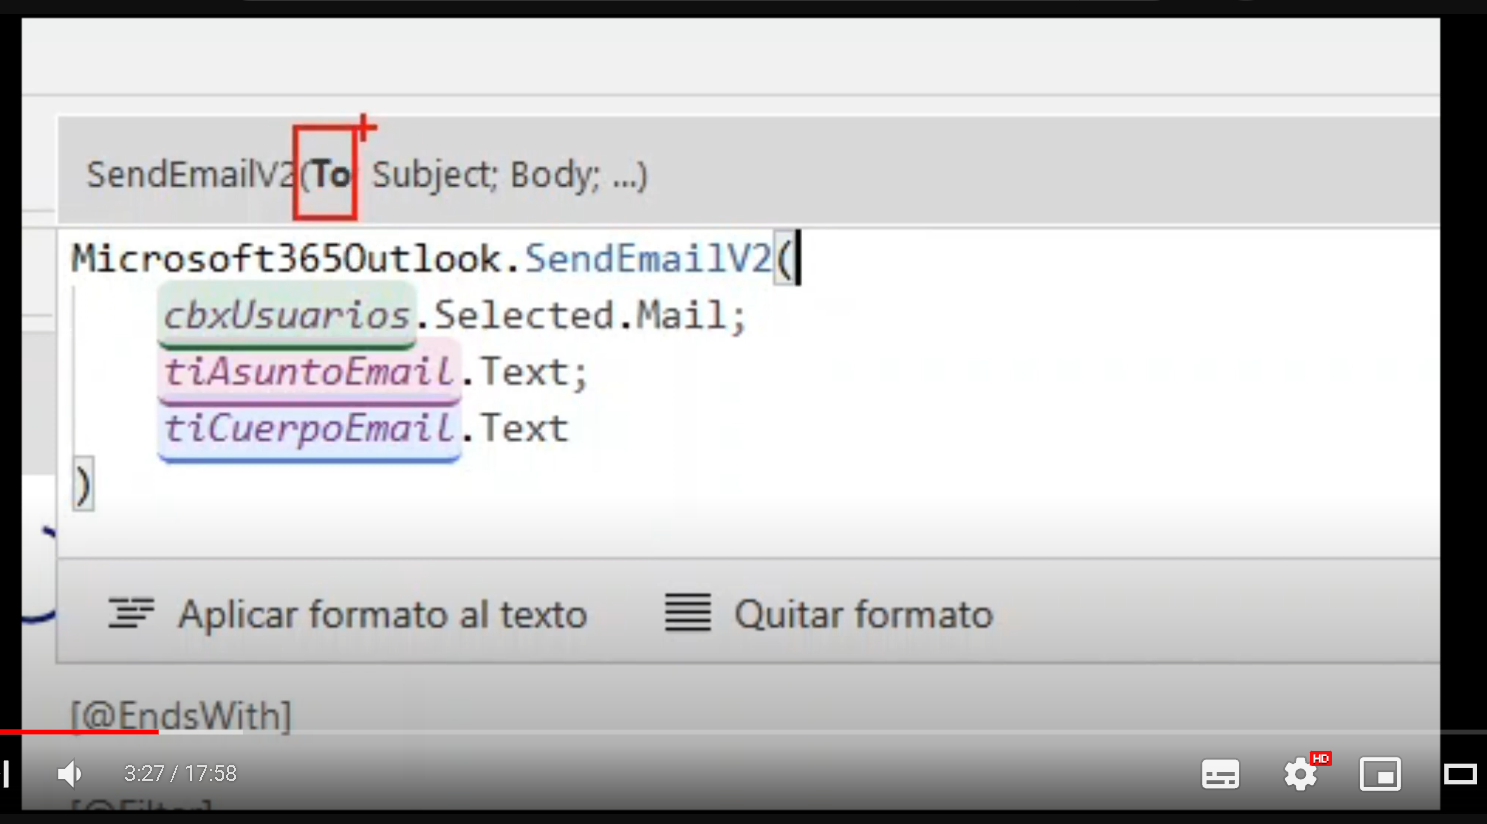 SendEmailV2(To Subject; Body; ...)
Microsoft365Outlook.SendEmailV2(
cbxUsuarios.Selected.Mail;
tiAsuntoEmail.Text;
tiCuerpoEmail.Text
)
Aplicar formato al texto Quitar formato
[@EndsWith]
3:27 / 17:58 HD
[@Filter]